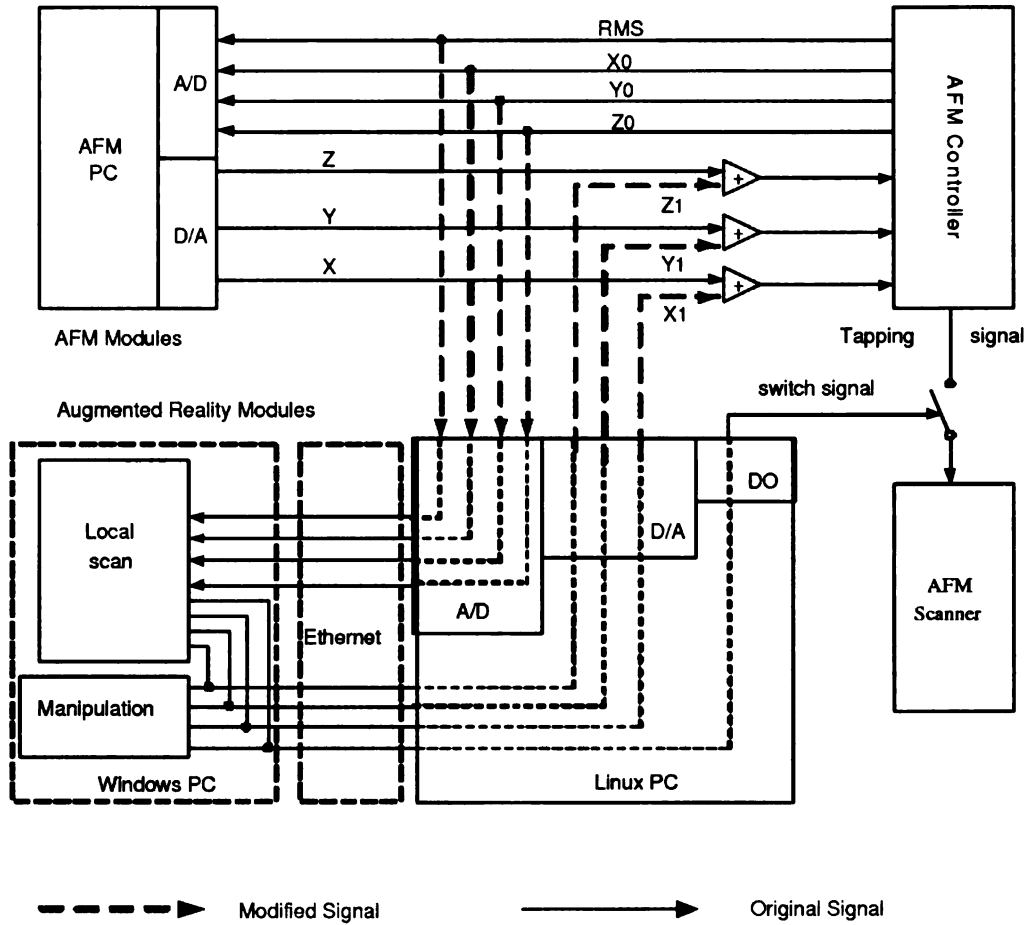 RMS
X0
Y0
Z0
A/D
AFM
PC
Z
Z1
D/A
Y
Y1
X
X1
AFM Controller
AFM Modules
Tapping signal
switch signal
Augmented Reality Modules
DO
Local
scan
D/A
A/D
AFM
Scanner
Ethernet
Manipulation
Windows PC
Linux PC
Modified Signal
Original Signal